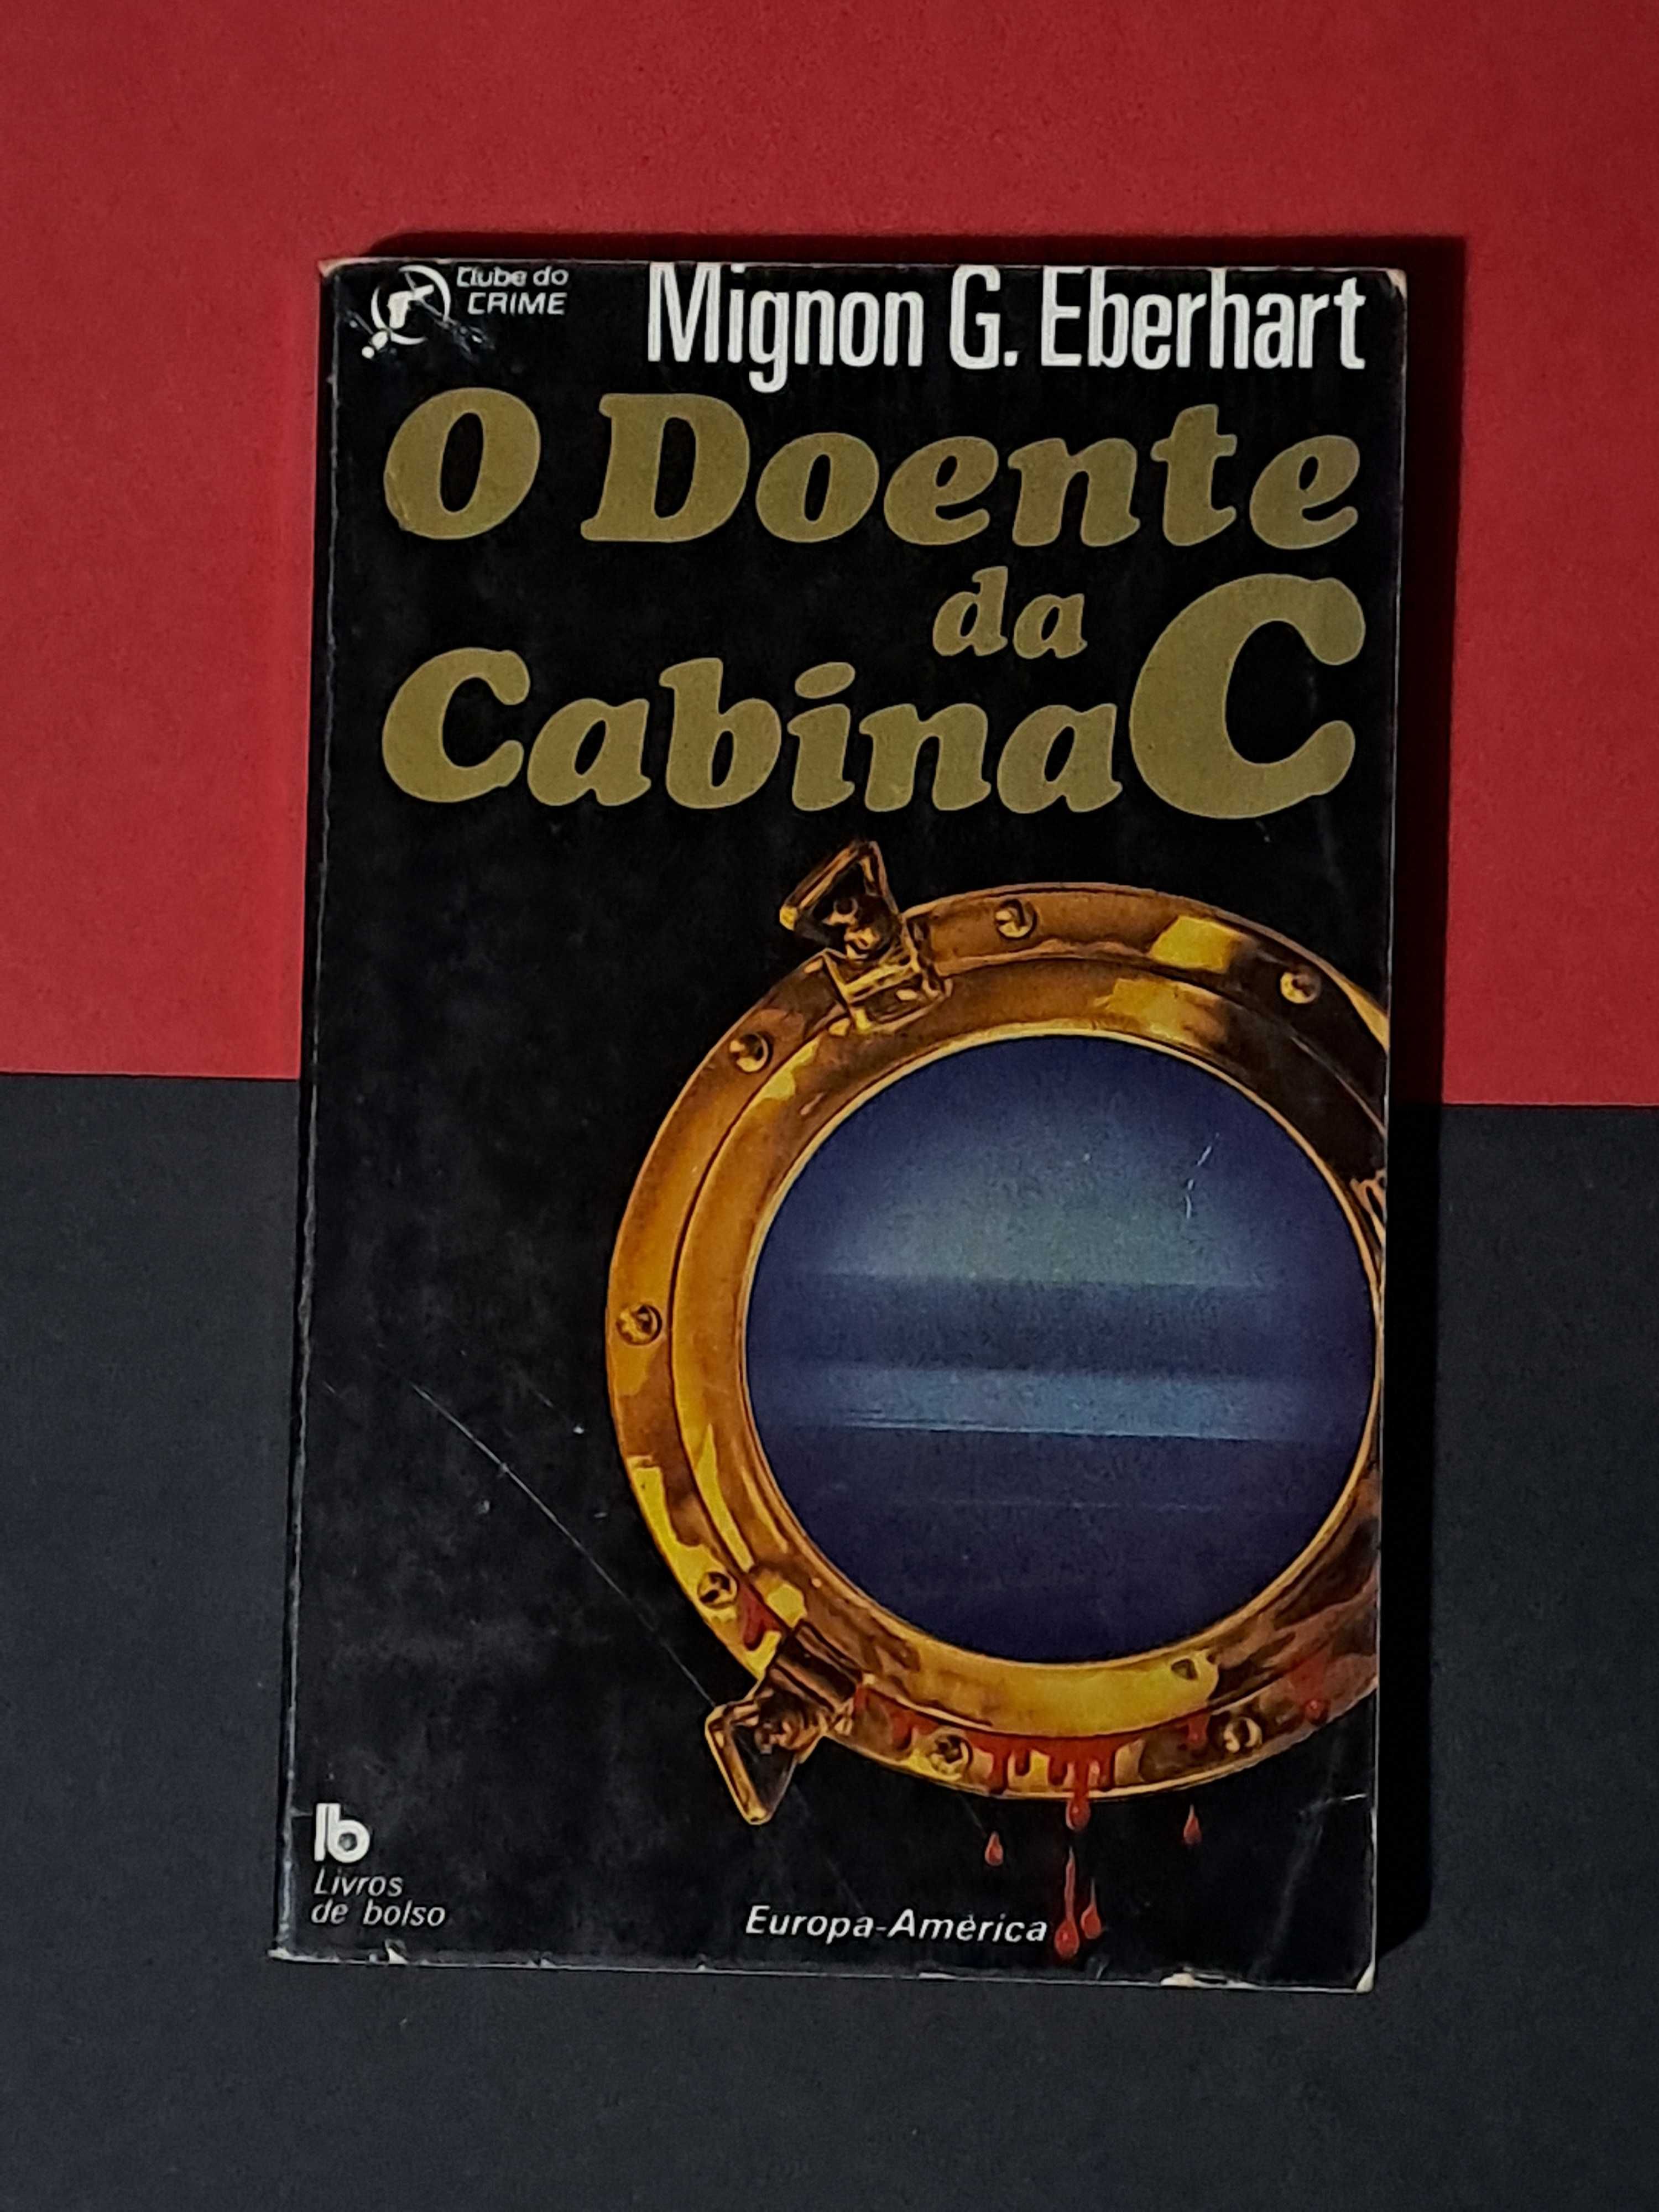 Clube do
CRIME
Mignon G. Eberhart
O Doente
da
Cabina C
lb
Livros
de bolso
Europa-América